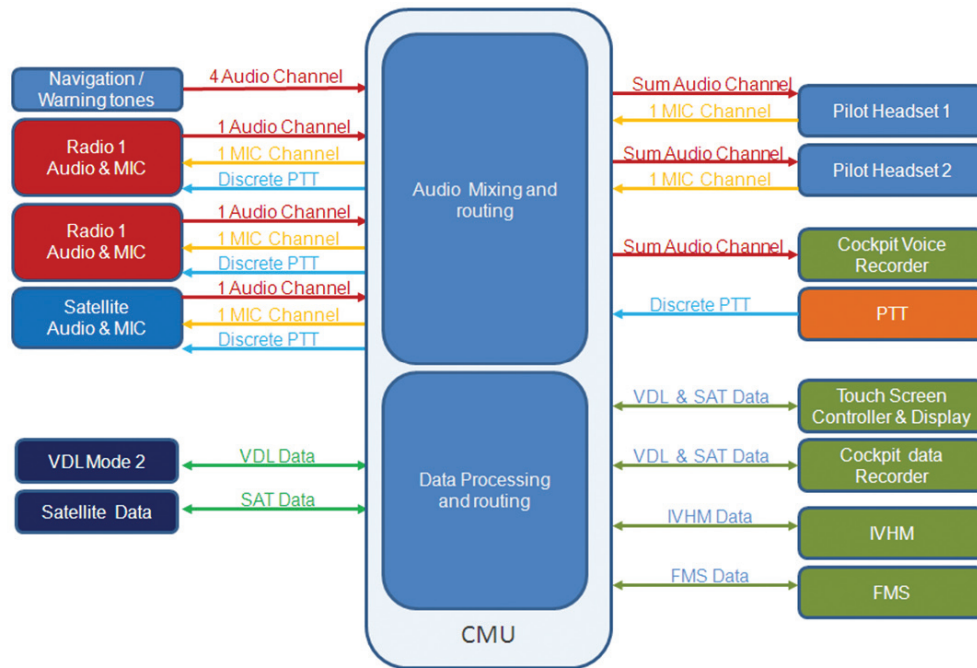 Navigation /
Warning tones
4 Audio Channel
Radio 1
Audio & MIC
1 Audio Channel
1 MIC Channel
Discrete PTT
Radio 1
Audio & MIC
1 Audio Channel
1 MIC Channel
Discrete PTT
Satellite
Audio & MIC
1 Audio Channel
1 MIC Channel
Discrete PTT
VDL Mode 2
VDL Data
Satellite Data
SAT Data
Audio Mixing and
routing
Data Processing
and routing
CMU
Sum Audio Channel
1 MIC Channel
Pilot Headset 1
Sum Audio Channel
1 MIC Channel
Pilot Headset 2
Sum Audio Channel
Cockpit Voice
Recorder
Discrete PTT
PTT
VDL & SAT Data
Touch Screen
Controller & Display
VDL & SAT Data
Cockpit data
Recorder
IVHM Data
IVHM
FMS Data
FMS